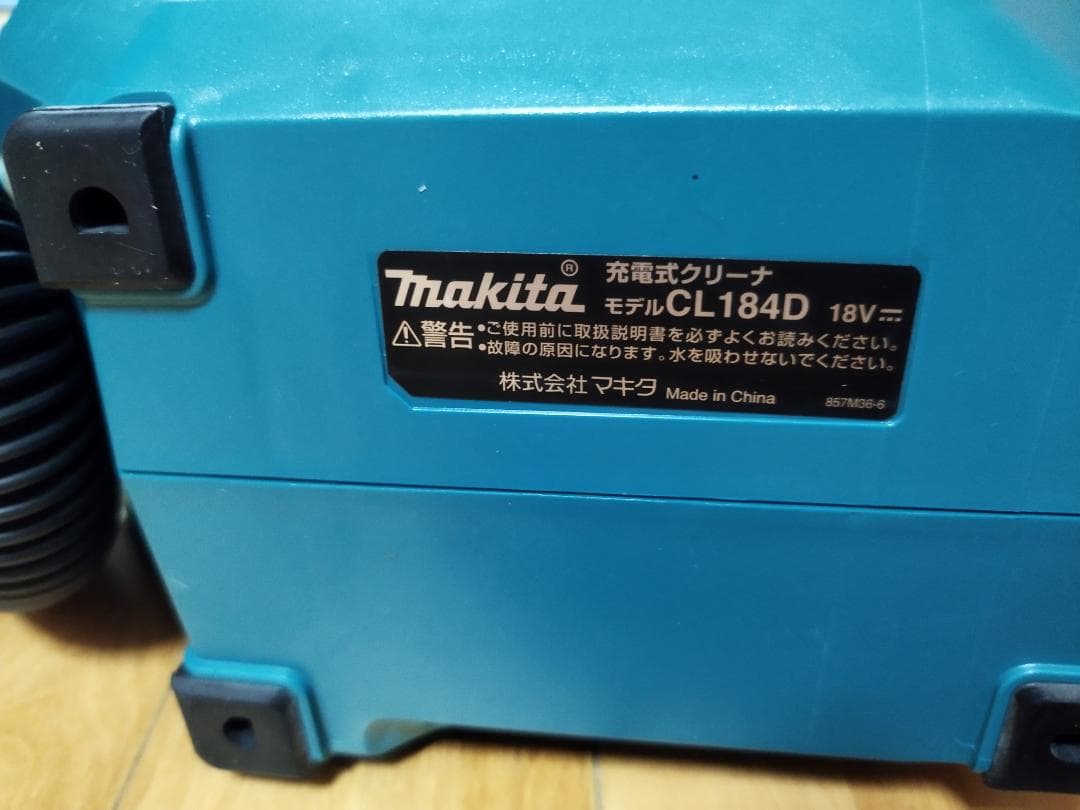 makita®
充電式クリーナ
モデルCL184D 18V⎓
⚠警告
•ご使用前に取扱説明書を必ずよくお読みください。
•故障の原因になります。水を吸わせないでください。
株式会社 マキタ Made in China
857M36-6